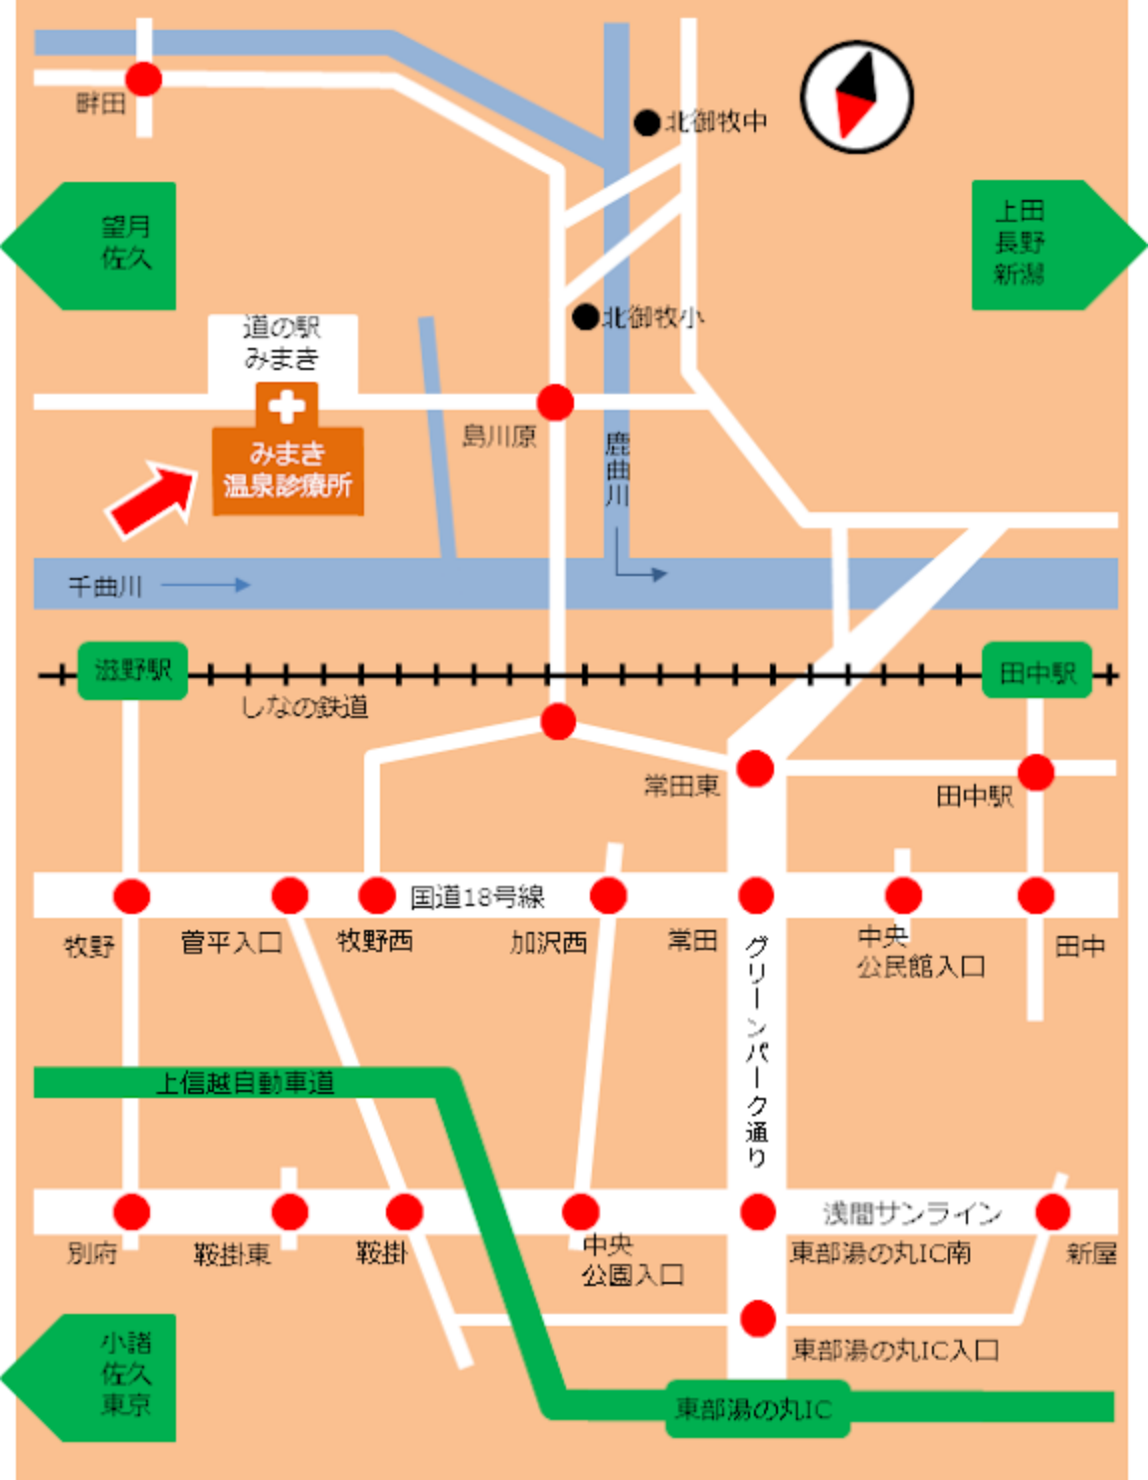 畔田
北御牧中
望月
佐久
上田
長野
新潟
北御牧小
道の駅
みまき
島川原
みまき
温泉診療所
鹿曲川
千曲川
滋野駅
田中駅
しなの鉄道
常田東
田中駅
国道18号線
牧野
菅平入口
牧野西
加沢西
常田
中央
公民館入口
田中
グリーンパーク通り
上信越自動車道
浅間サンライン
別府
鞍掛東
鞍掛
中央
公園入口
東部湯の丸IC南
新屋
小諸
佐久
東京
東部湯の丸IC入口
東部湯の丸IC